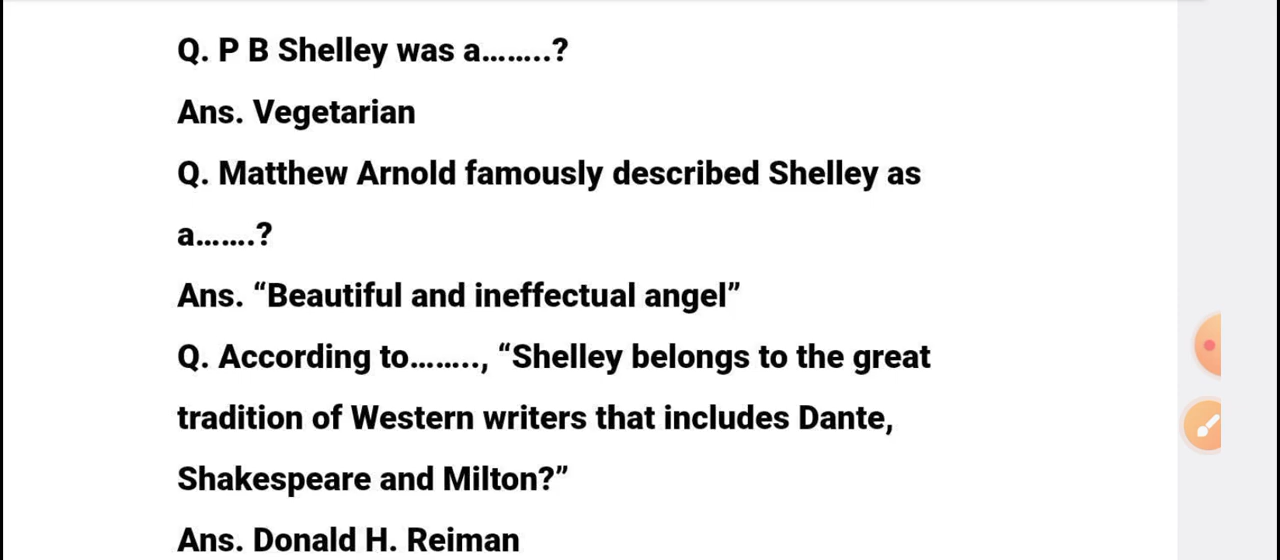 Q. P B Shelley was a……..?
Ans. Vegetarian
Q. Matthew Arnold famously described Shelley as
a…….?
Ans. “Beautiful and ineffectual angel”
Q. According to…….., “Shelley belongs to the great
tradition of Western writers that includes Dante,
Shakespeare and Milton?”
Ans. Donald H. Reiman